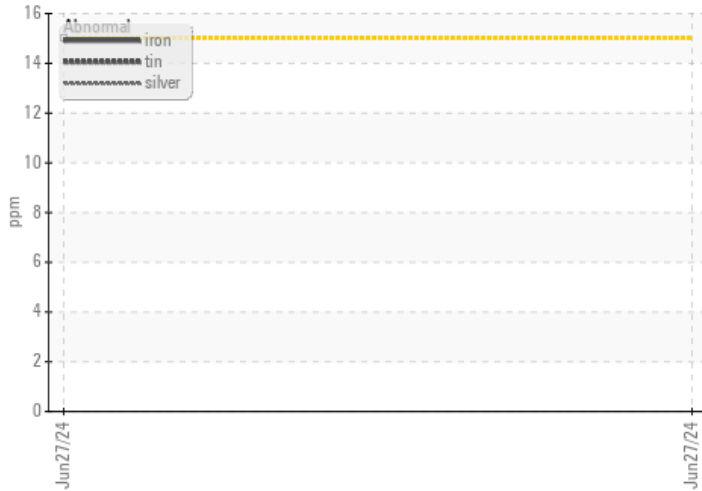 16
14
12
10
8
6
4
2
0
ppm
Abnormal
iron
tin
silver
Jun27/24
Jun27/24